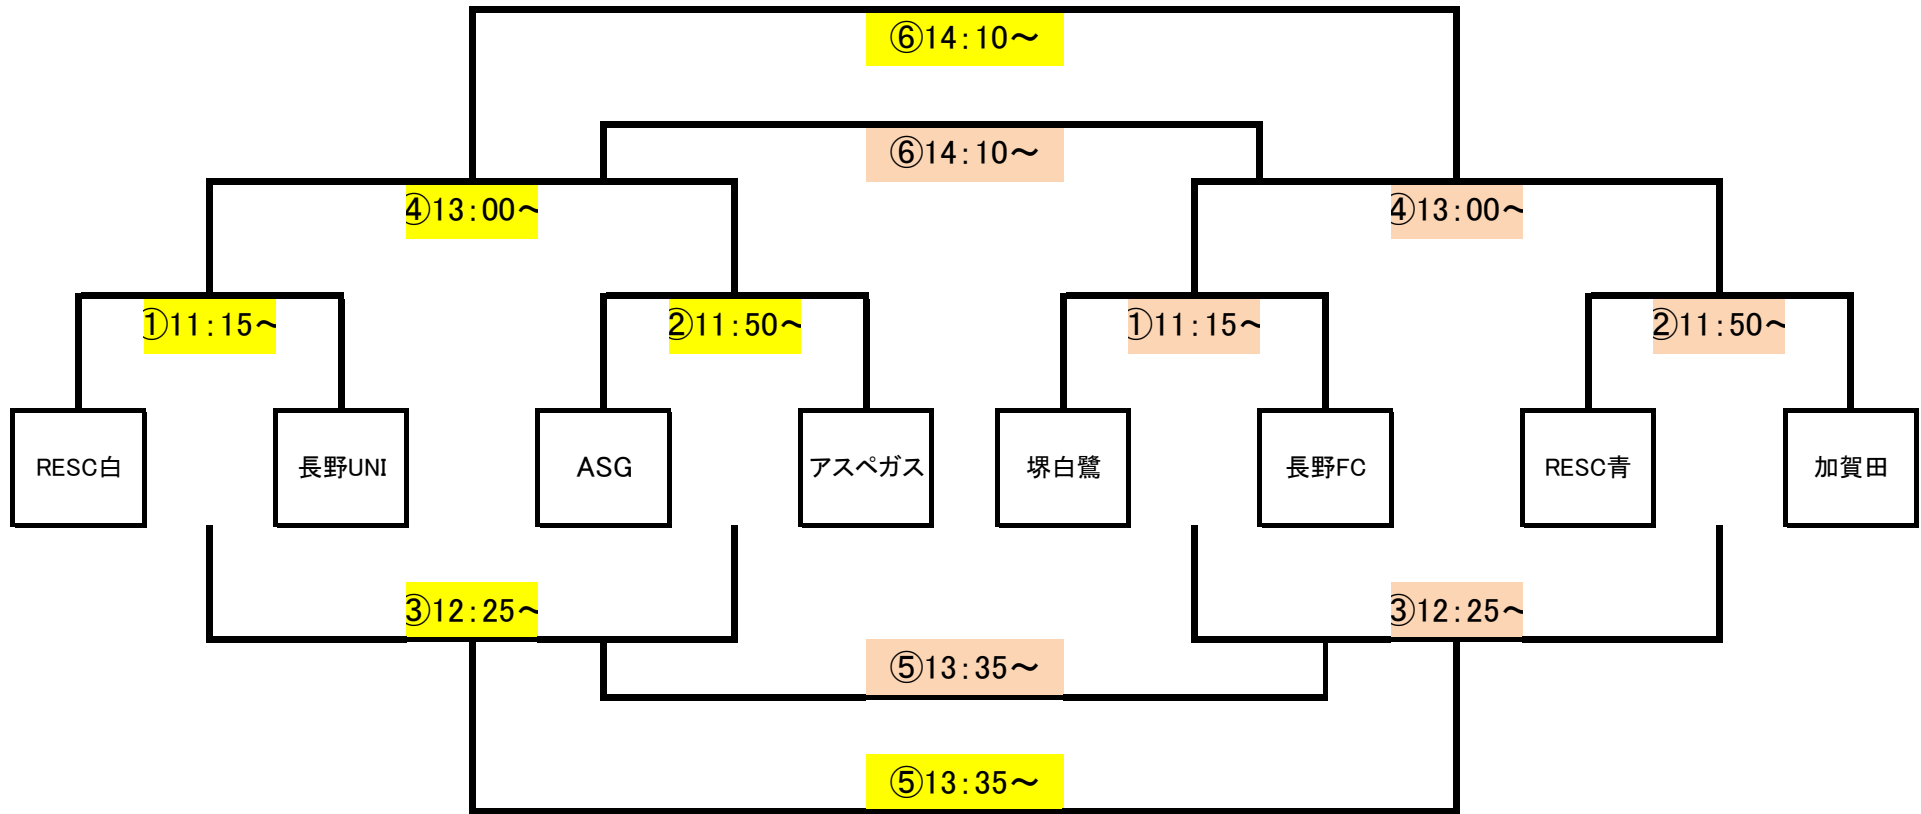 ⑥14:10～
⑥14:10～
④13:00～
④13:00～
①11:15～
②11:50～
①11:15～
②11:50～
RESC白
長野UNI
ASG
アスペガス
堺白鷺
長野FC
RESC青
加賀田
③12:25～
③12:25～
⑤13:35～
⑤13:35～